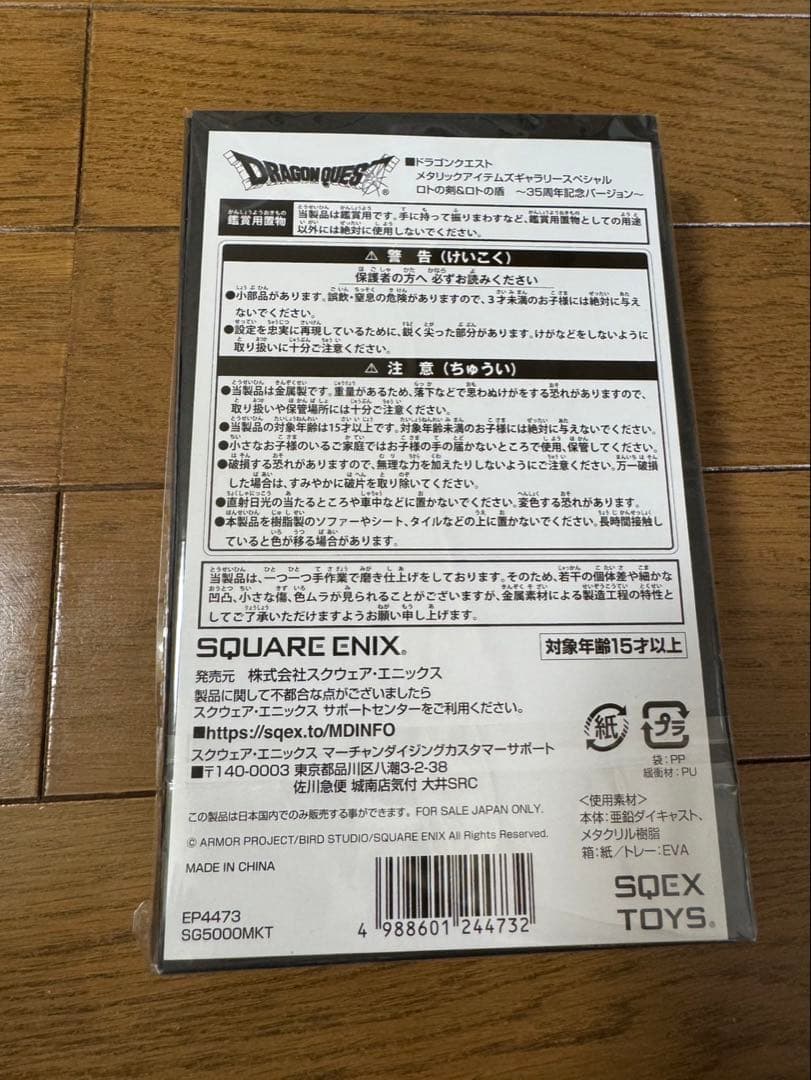 DRAGON QUEST
■ドラゴンクエスト
メタリックアイテムズギャラリースペシャル
ロトの剣&ロトの盾 ～35周年記念バージョン～
鑑賞用置物
かんしょうようおきもの
当製品は鑑賞用です。手に持って振りまわすなど、鑑賞用置物としての用途
以外には絶対に使用しないでください。
⚠ 警 告（けいこく）
保護者の方へ 必ずお読みください
●小部品があります。誤飲・窒息の危険がありますので、3才未満のお子様には絶対に与え
ないでください。
●設定を忠実に再現しているために、鋭く尖った部分があります。けがなどをしないように
取り扱いに十分ご注意ください。
⚠ 注 意（ちゅうい）
●当製品は金属製です。重量があるため、落下などで思わぬけがをする恐れがありますので、
取り扱いや保管場所には十分ご注意ください。
●当製品の対象年齢は15才以上です。対象年齢未満のお子様には絶対に与えないでください。
●小さなお子様のいるご家庭ではお子様の手の届かないところで使用、保管してください。
●破損する恐れがありますので、無理な力を加えたりしないようにご注意ください。万一破損
した場合は、すみやかに破片を取り除いてください。
●直射日光の当たるところや車中などに置かないでください。変色する恐れがあります。
●本製品を樹脂製のソファーやシート、タイルなどの上に置かないでください。長時間接触し
ていると色が移る場合があります。
当製品は、一つ一つ手作業で磨き仕上げをしております。そのため、若干の個体差や細かな
凹凸、小さな傷、色ムラが見られることがございますが、金属素材による製造工程の特性と
してご了承いただけますようお願い申し上げます。
SQUARE ENIX®
対象年齢15才以上
発売元 株式会社スクウェア・エニックス
製品に関して不都合な点がございましたら
スクウェア・エニックス サポートセンターをご利用ください。
■https://sqex.to/MDINFO
スクウェア・エニックス マーチャンダイジングカスタマーサポート
■〒140-0003 東京都品川区八潮3-2-38
佐川急便 城南店気付 大井SRC
紙
プラ
袋：PP
緩衝材：PU
この製品は日本国内でのみ販売する事ができます。 FOR SALE JAPAN ONLY.
© ARMOR PROJECT/BIRD STUDIO/SQUARE ENIX All Rights Reserved.
MADE IN CHINA
<使用素材>
本体：亜鉛ダイキャスト、
メタクリル樹脂
箱：紙/トレー：EVA
EP4473
SG5000MKT
4 988601 244732
SQEX
TOYS®